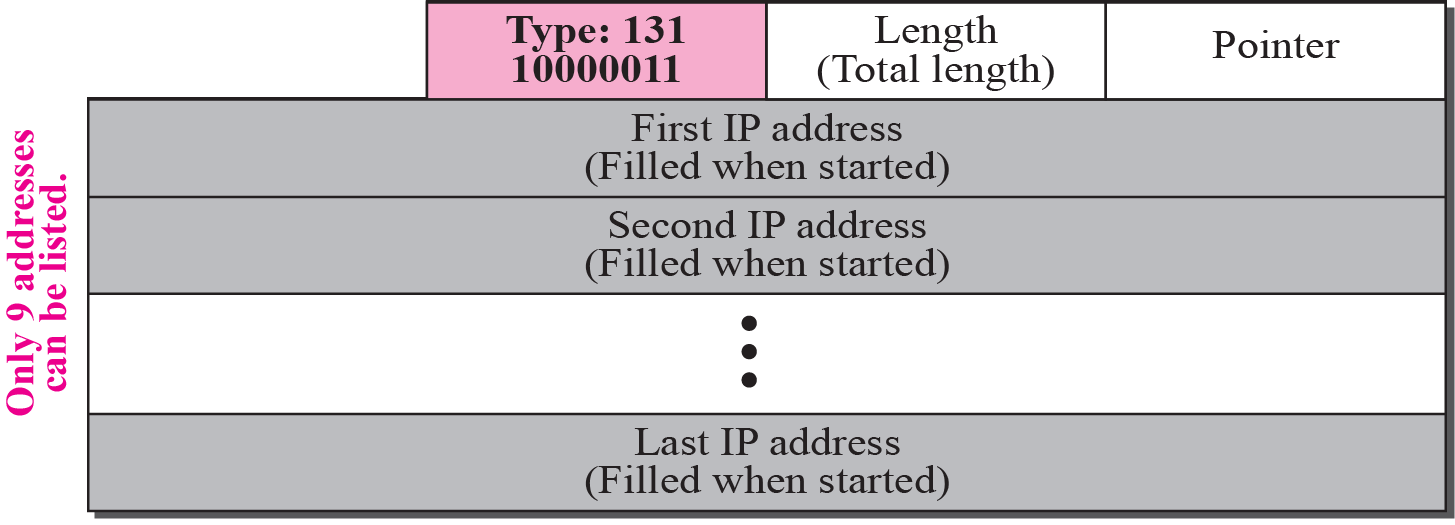 Type: 131
10000011
Length
(Total length)
Pointer
Only 9 addresses
can be listed.
First IP address
(Filled when started)
Second IP address
(Filled when started)
Last IP address
(Filled when started)